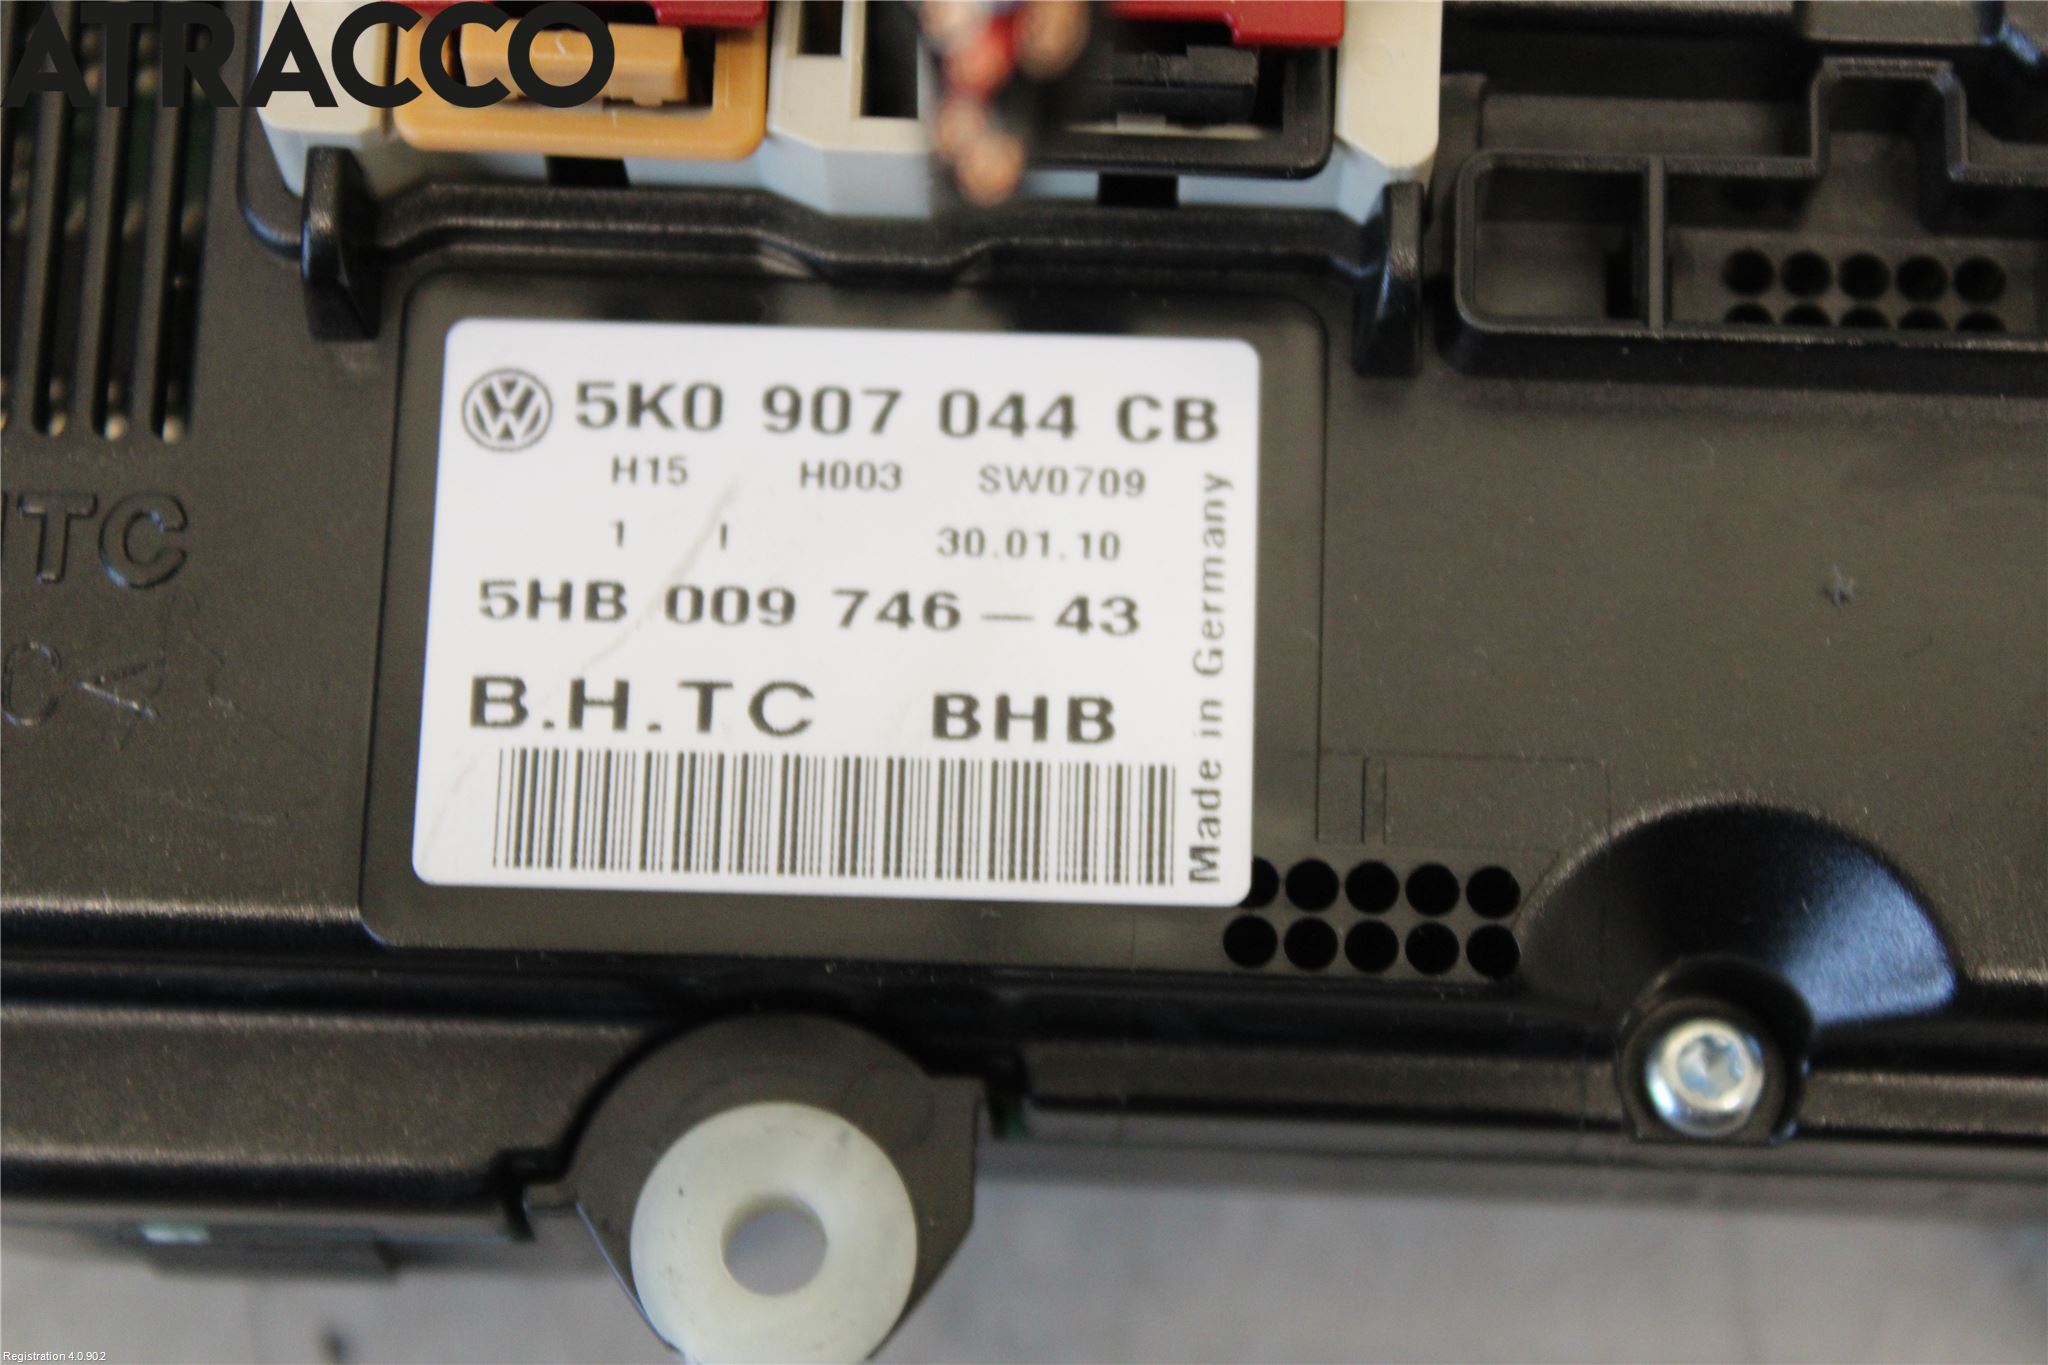 ATRACCO
5K0 907 044 CB
H15 H003 SW0709
1 I 30.01.10
5HB 009 746 - 43
B.H.TC BHB
Made in Germany
TC
Registration 4.0.902